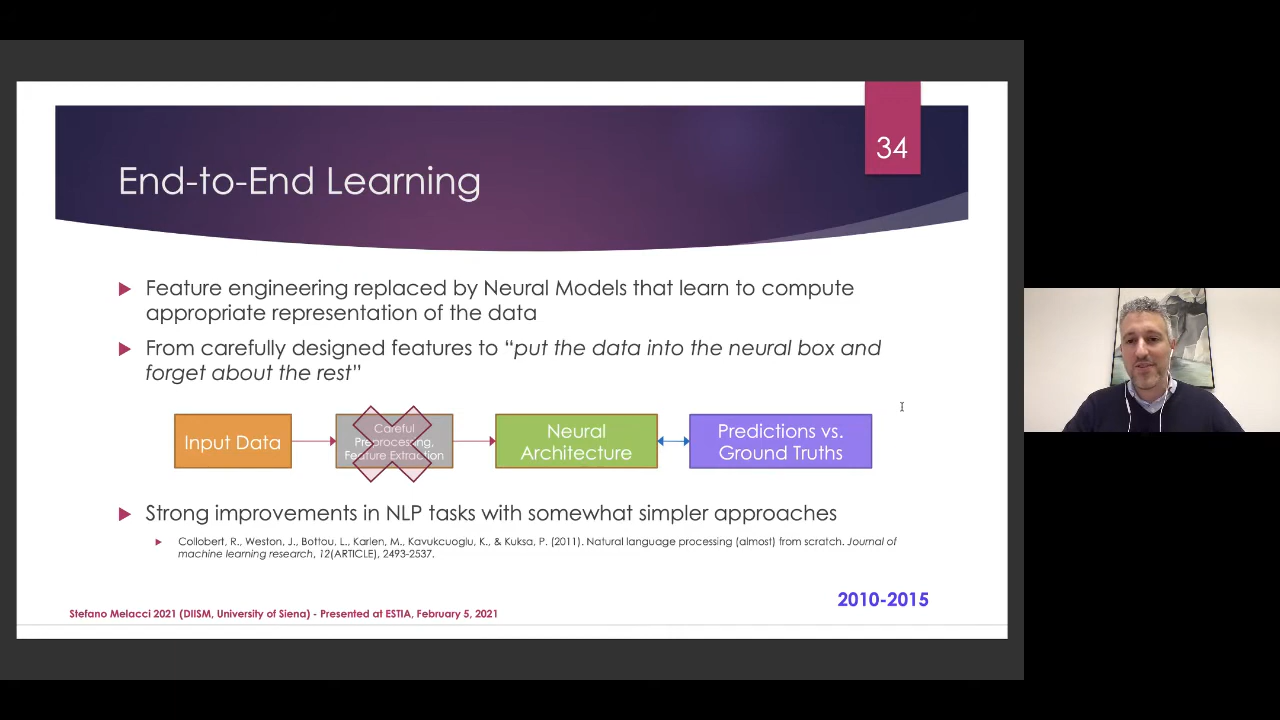 34
End-to-End Learning
Feature engineering replaced by Neural Models that learn to compute
appropriate representation of the data
From carefully designed features to “put the data into the neural box and
forget about the rest”
Input Data
Careful
Preprocessing,
Feature Extraction
Neural
Architecture
Predictions vs.
Ground Truths
Strong improvements in NLP tasks with somewhat simpler approaches
Collobert, R., Weston, J., Bottou, L., Karlen, M., Kavukcuoglu, K., & Kuksa, P. (2011). Natural language processing (almost) from scratch. Journal of
machine learning research, 12(ARTICLE), 2493-2537.
2010-2015
Stefano Melacci 2021 (DIISM, University of Siena) - Presented at ESTIA, February 5, 2021